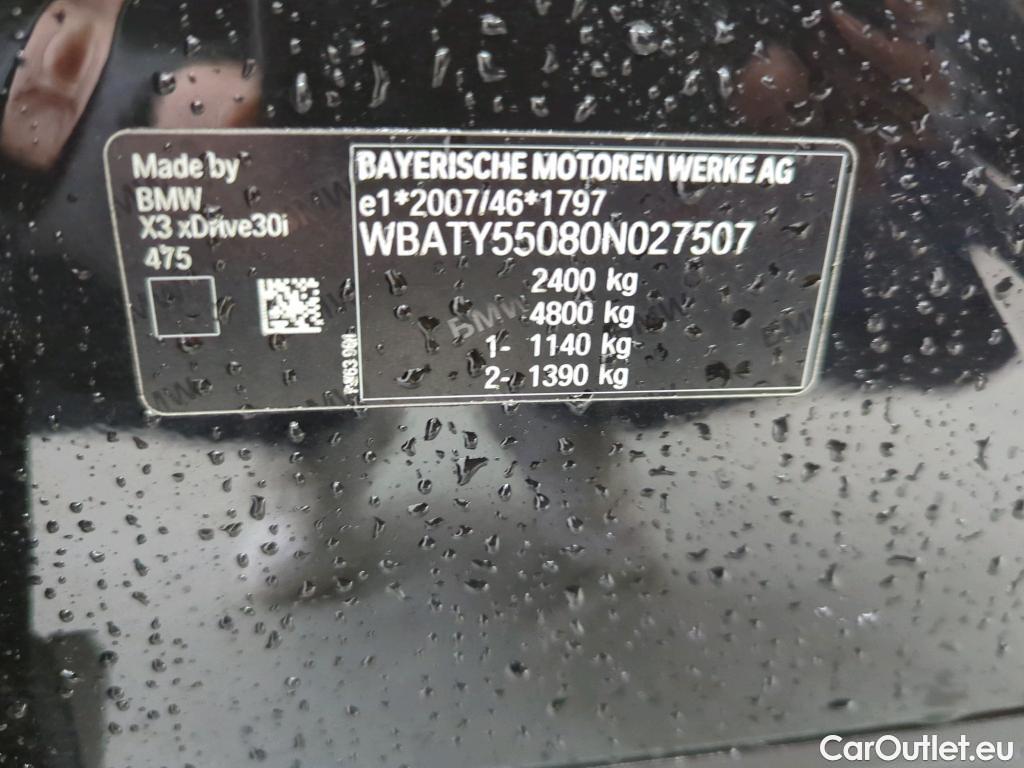 Made by
BMW
X3 xDrive30i
475
BAYERISCHE MOTOREN WERKE AG
e1*2007/46*1797
WBATY55080N027507
2400 kg
4800 kg
1- 1140 kg
2- 1390 kg
BMW
CarOutlet.eu